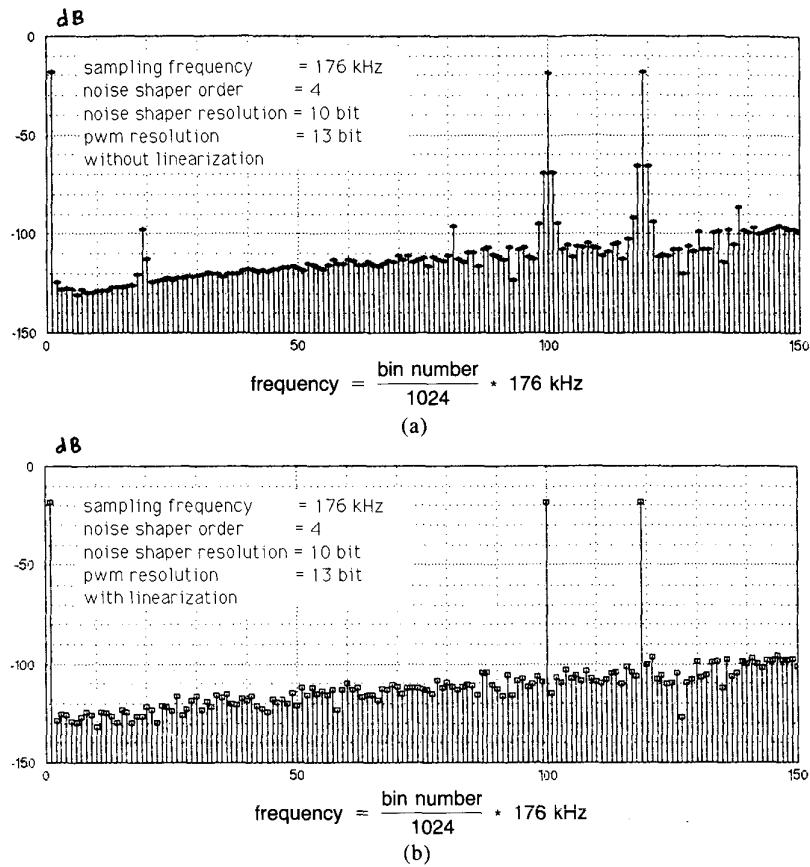 dB
0
-50
-100
-150
sampling frequency = 176 kHz
noise shaper order = 4
noise shaper resolution = 10 bit
pwm resolution = 13 bit
without linearization
0 50 100 150
frequency = bin number / 1024 * 176 kHz
(a)
dB
0
-50
-100
-150
sampling frequency = 176 kHz
noise shaper order = 4
noise shaper resolution = 10 bit
pwm resolution = 13 bit
with linearization
0 50 100 150
frequency = bin number / 1024 * 176 kHz
(b)